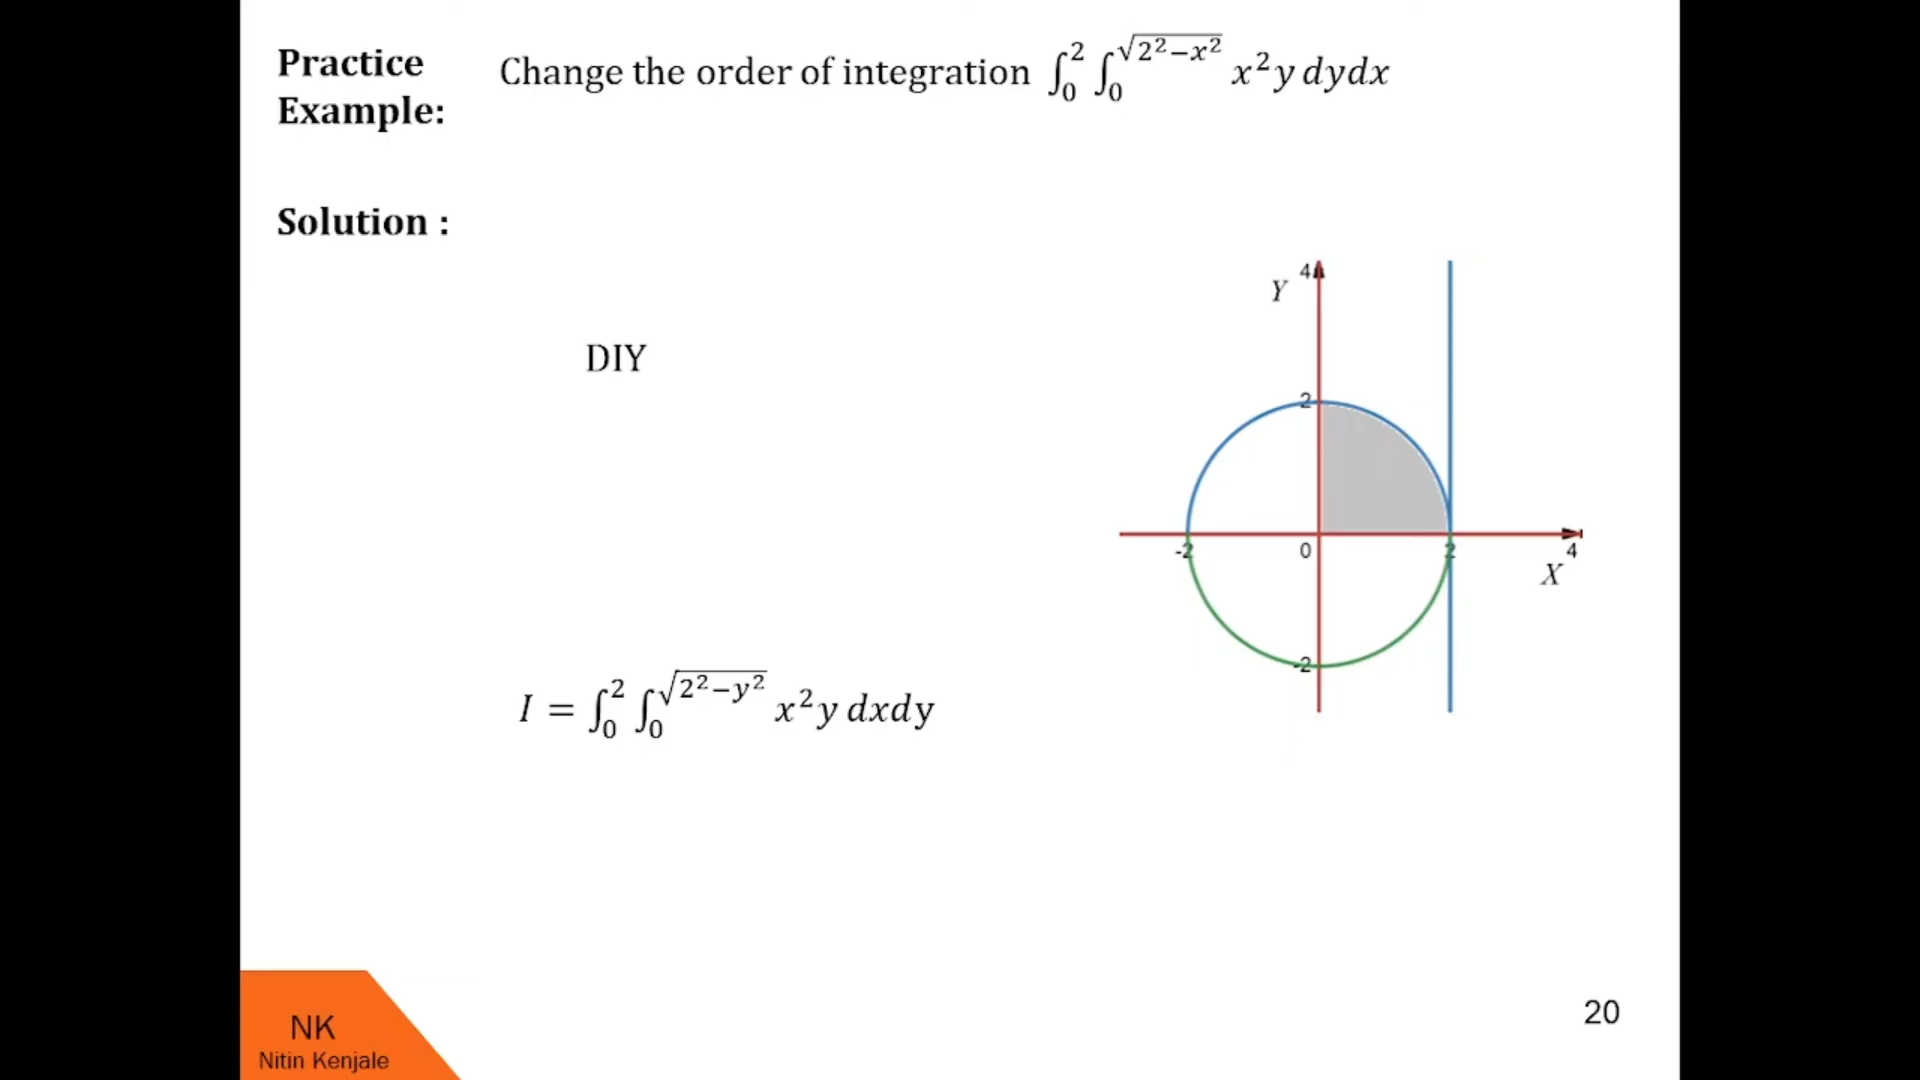 Practice Example: Change the order of integration ∫₀² ∫₀^√(2²−x²) x²y dydx
Solution :
DIY
Y
4
2
-2
0
2
4
X
-2
I = ∫₀² ∫₀^√(2²−y²) x²y dxdy
NK
Nitin Kenjale
20